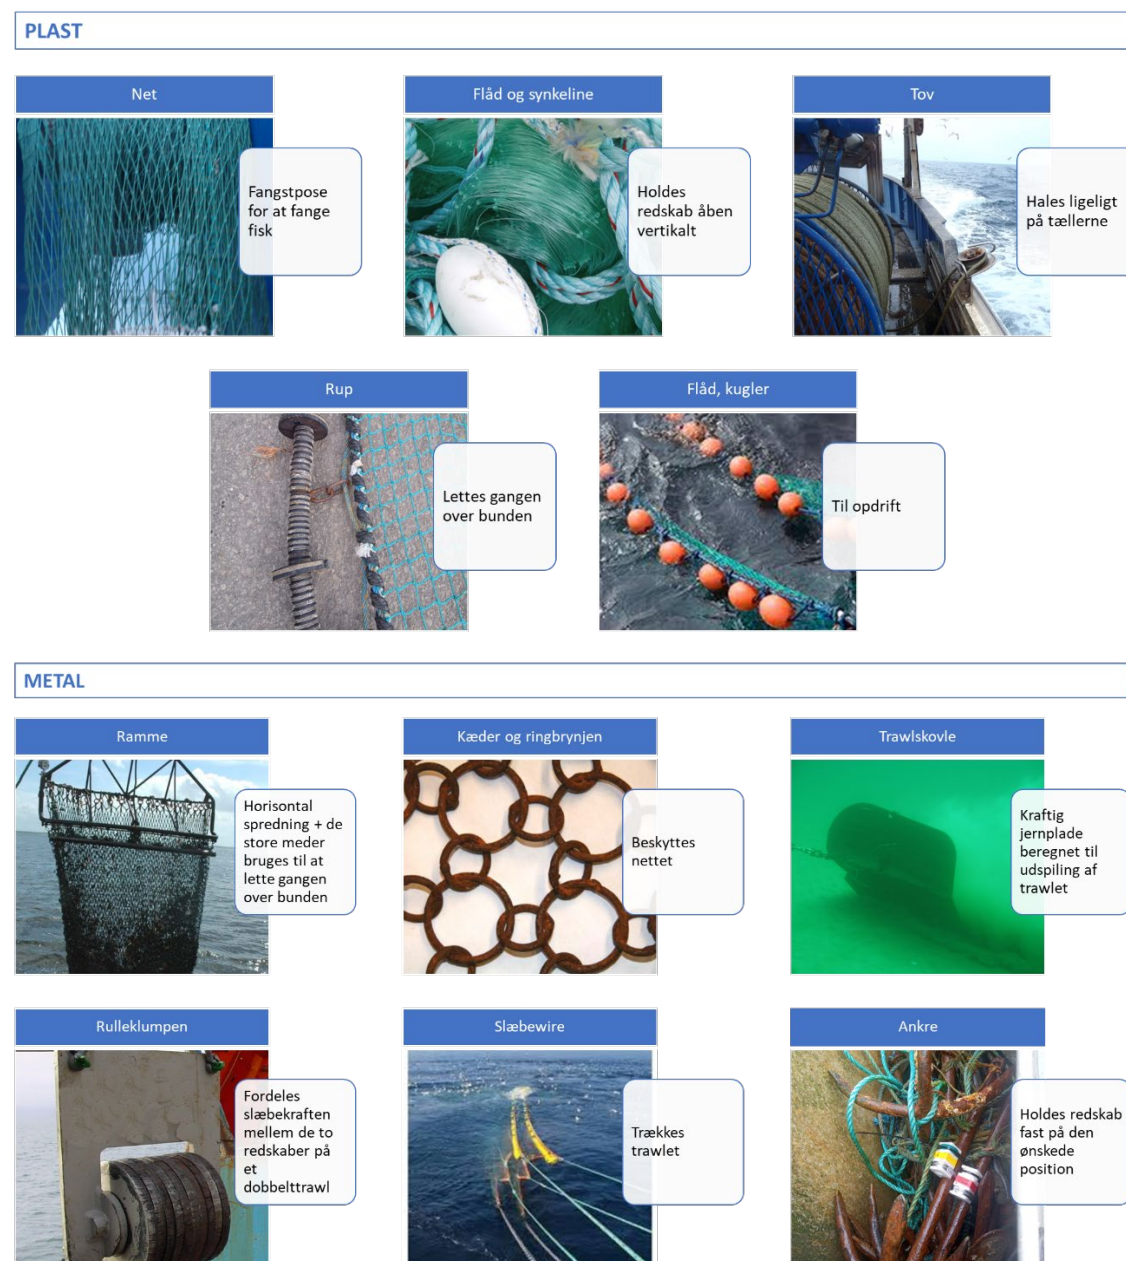 PLAST
Net
Fangstpose
for at fange
fisk
Flåd og synkeline
Holdes
redskab åben
vertikalt
Tov
Hales ligeligt
på tællerne
Rup
Lettes gangen
over bunden
Flåd, kugler
Til opdrift
METAL
Ramme
Horisontal
spredning + de
store meder
bruges til at
lette gangen
over bunden
Kæder og ringbrynjen
Beskyttes
nettet
Trawlskovle
Kraftig
jernplade
beregnet til
udspiling af
trawlet
Rulleklumpen
Fordeles
slæbekraften
mellem de to
redskaber på
et
dobbelttrawl
Slæbewire
Trækkes
trawlet
Ankre
Holdes redskab
fast på den
ønskede
position